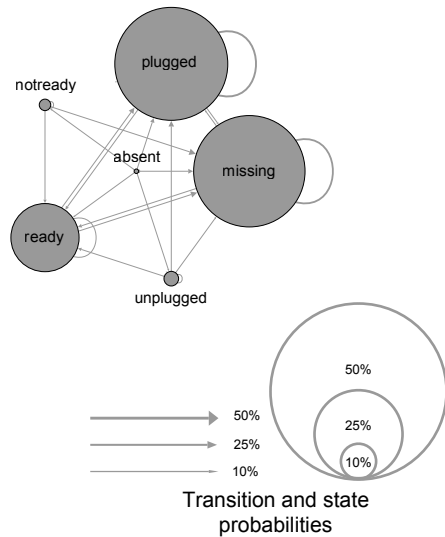 plugged
notready
absent
missing
ready
unplugged
50%
25%
10%
50%
25%
10%
Transition and state
probabilities